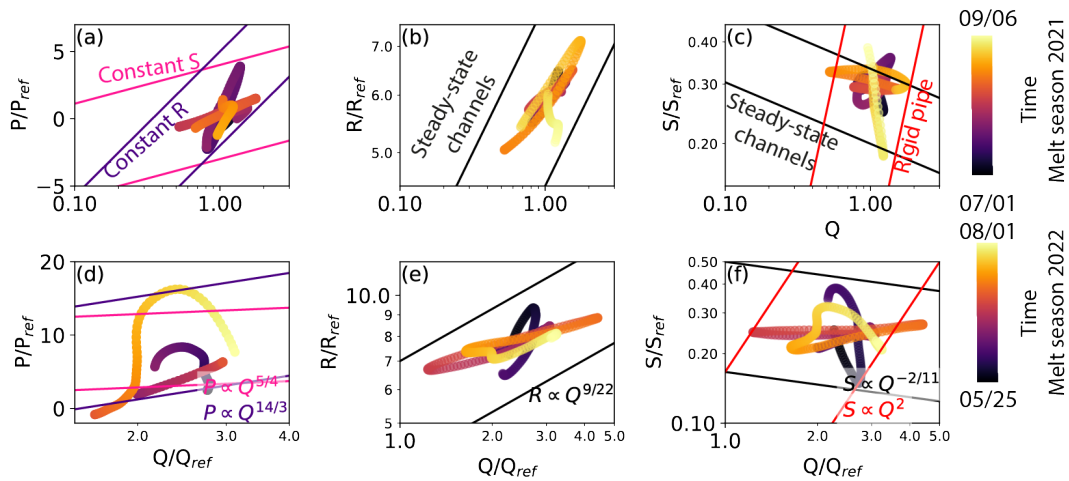 (a)
5
0
−5
P/P_ref
Constant S
Constant R
0.10
1.00
(b)
7.0
6.0
5.0
R/R_ref
Steady-state
channels
0.10
1.00
(c)
0.40
0.30
0.20
S/S_ref
Steady-state
channels
Rigid pipe
0.10
1.00
Q
09/06
07/01
Time
Melt season 2021
(d)
20
10
0
P/P_ref
P ∝ Q^5/4
P ∝ Q^14/3
2.0
3.0
4.0
Q/Q_ref
(e)
10.0
9
8
7
6
5
R/R_ref
R ∝ Q^9/22
1.0
2.0
3.0
4.0
5.0
Q/Q_ref
(f)
0.50
0.40
0.30
0.20
0.10
S/S_ref
S ∝ Q^−2/11
S ∝ Q^2
1.0
2.0
3.0
4.0
5.0
Q/Q_ref
08/01
05/25
Time
Melt season 2022